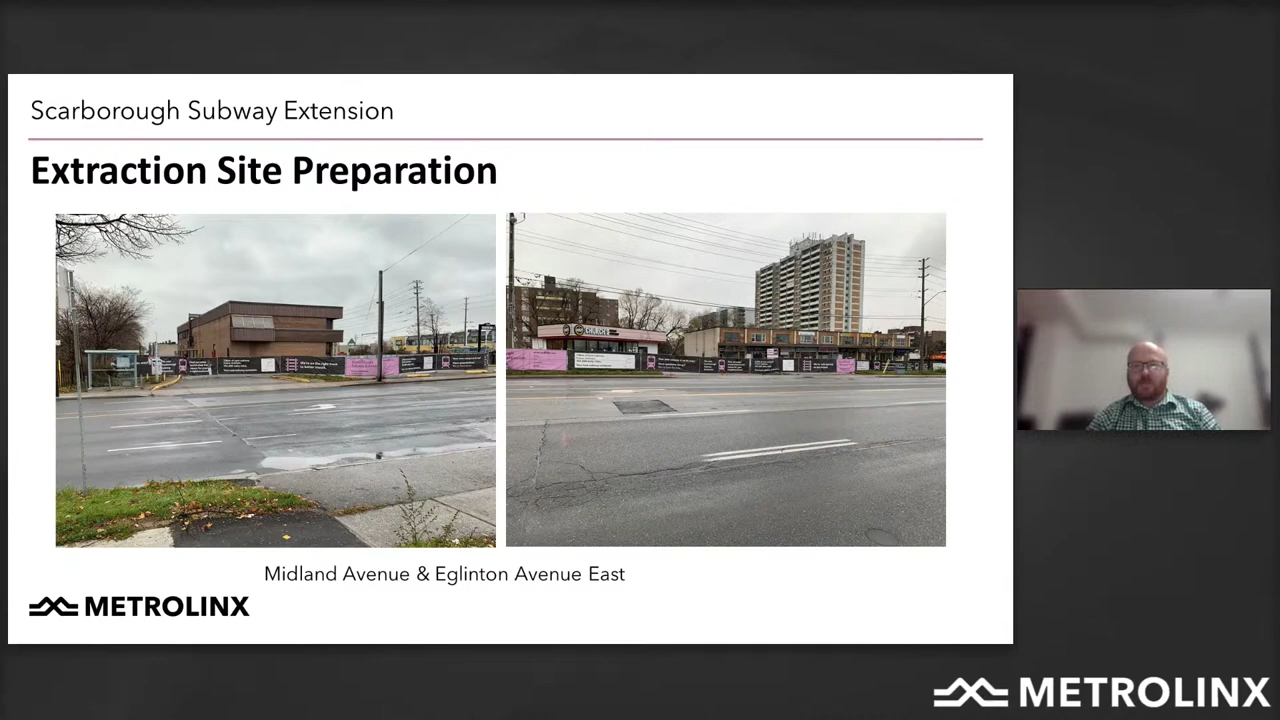 Scarborough Subway Extension
Extraction Site Preparation
Midland Avenue & Eglinton Avenue East
METROLINX
METROLINX